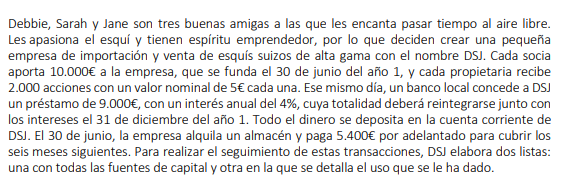 Debbie, Sarah y Jane son tres buenas amigas a las que les encanta pasar tiempo al aire libre.
Les apasiona el esquí y tienen espíritu emprendedor, por lo que deciden crear una pequeña
empresa de importación y venta de esquís suizos de alta gama con el nombre DSJ. Cada socia
aporta 10.000€ a la empresa, que se funda el 30 de junio del año 1, y cada propietaria recibe
2.000 acciones con un valor nominal de 5€ cada una. Ese mismo día, un banco local concede a DSJ
un préstamo de 9.000€, con un interés anual del 4%, cuya totalidad deberá reintegrarse junto con
los intereses el 31 de diciembre del año 1. Todo el dinero se deposita en la cuenta corriente de
DSJ. El 30 de junio, la empresa alquila un almacén y paga 5.400€ por adelantado para cubrir los
seis meses siguientes. Para realizar el seguimiento de estas transacciones, DSJ elabora dos listas:
una con todas las fuentes de capital y otra en la que se detalla el uso que se le ha dado.